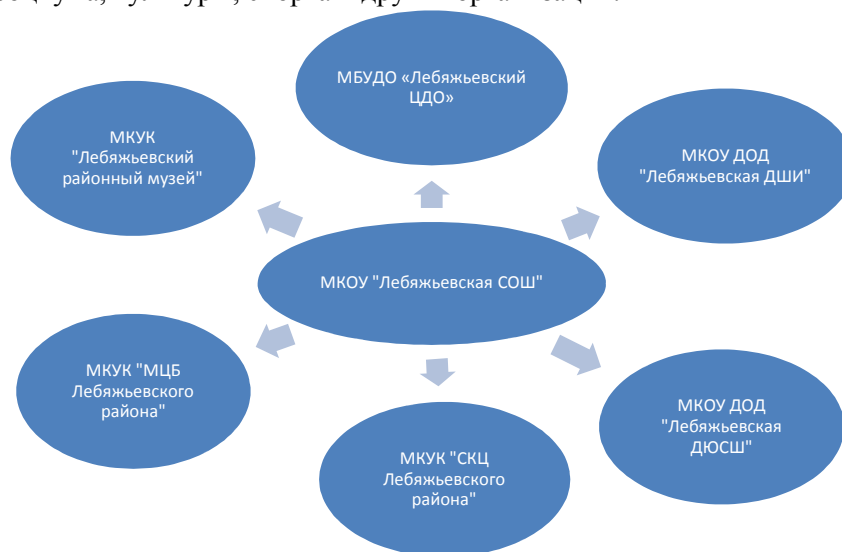 МБУДО «Лебяжьевский
ЦДО»
МКУК
"Лебяжьевский
районный музей"
МКОУ ДОД
"Лебяжьевская ДШИ"
МКОУ "Лебяжьевская СОШ"
МКУК "МЦБ
Лебяжьевского
района"
МКОУ ДОД
"Лебяжьевская
ДЮСШ"
МКУК "СКЦ
Лебяжьевского
района"